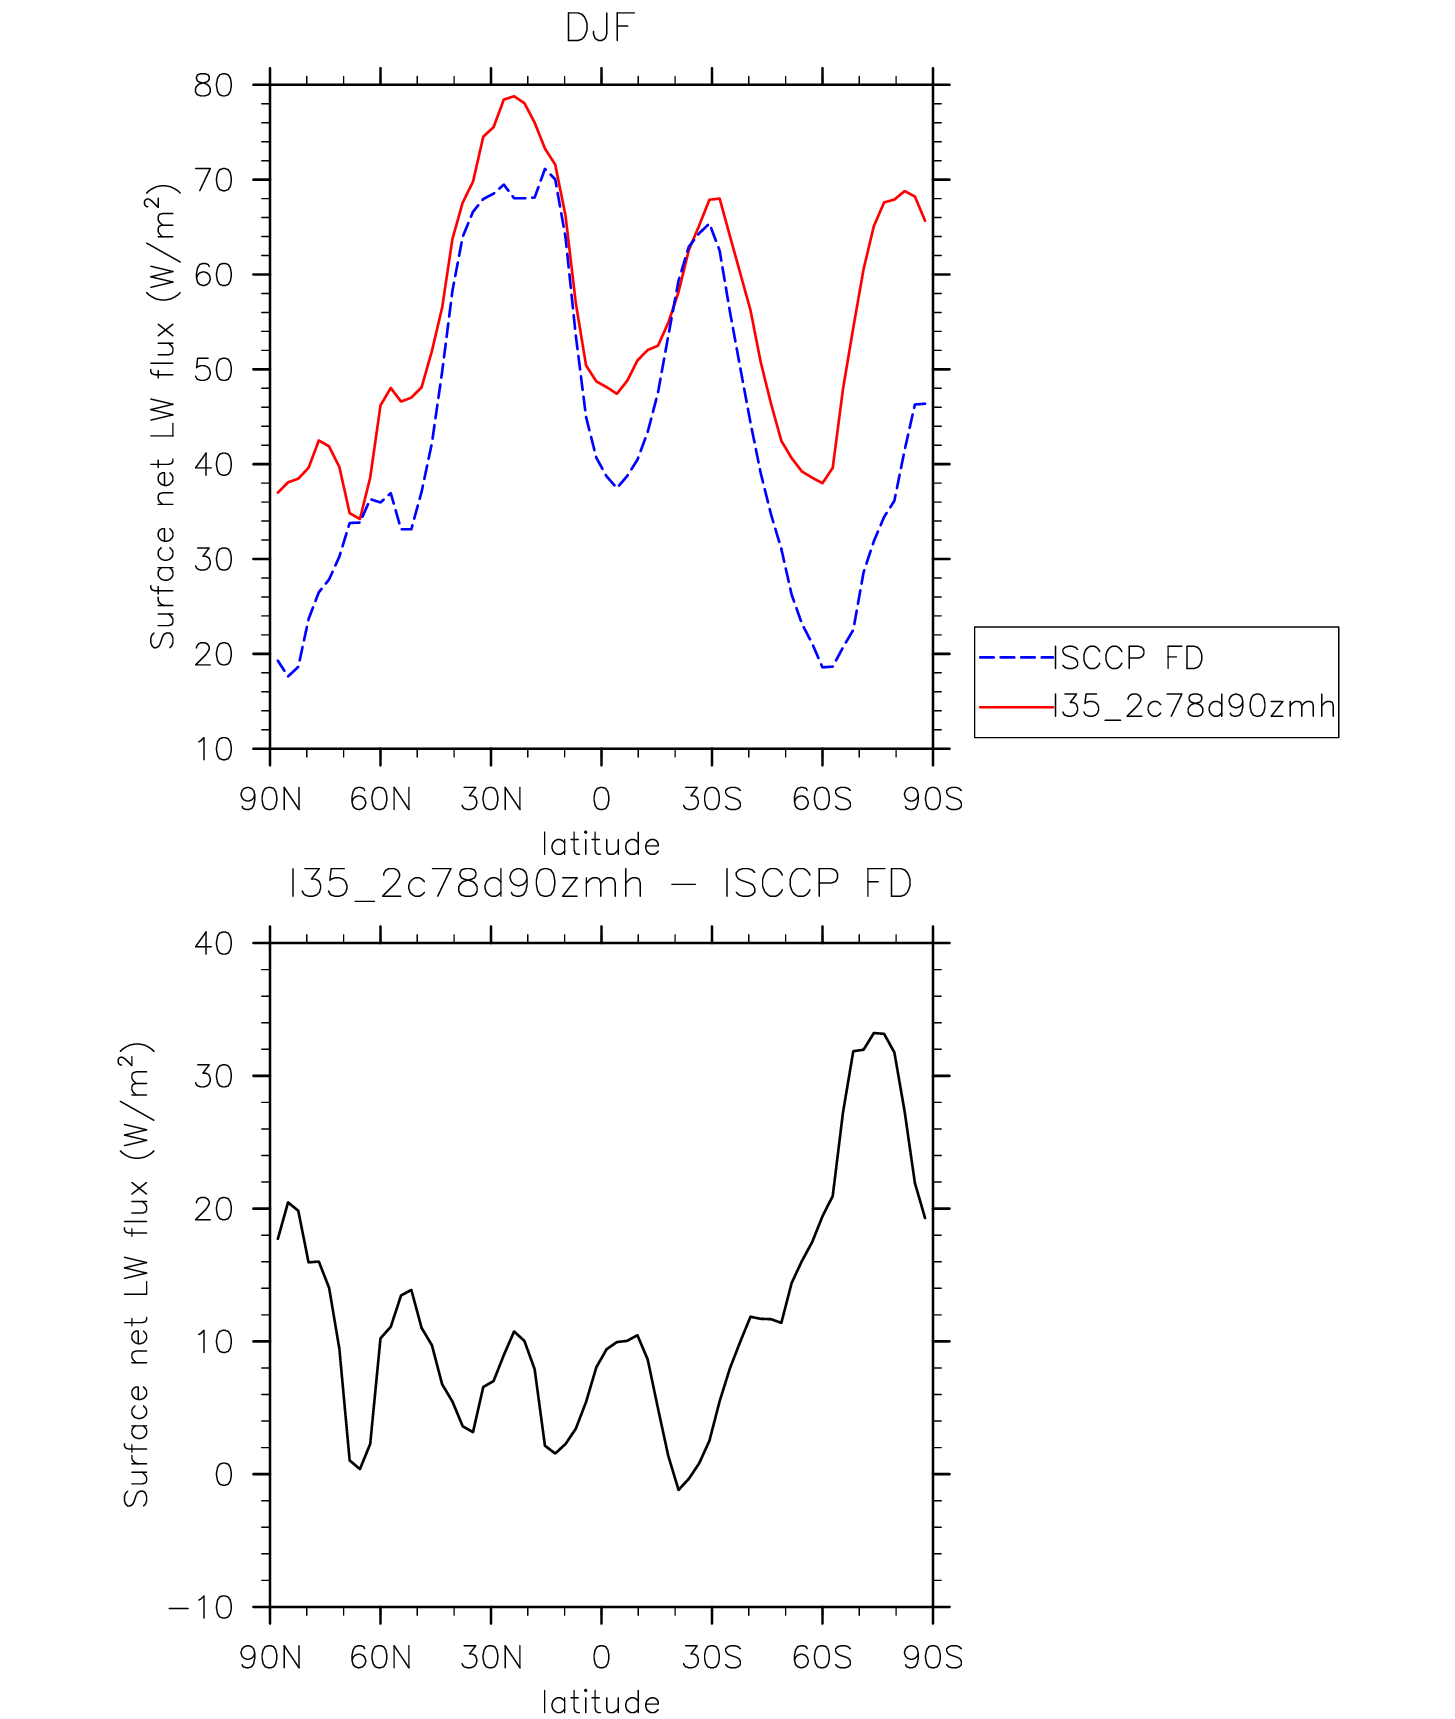 DJF
80
70
60
50
40
30
20
10
Surface net LW flux (W/m²)
90N 60N 30N 0 30S 60S 90S
latitude
ISCCP FD
I35_2c78d90zmh
I35_2c78d90zmh - ISCCP FD
40
30
20
10
0
-10
Surface net LW flux (W/m²)
90N 60N 30N 0 30S 60S 90S
latitude